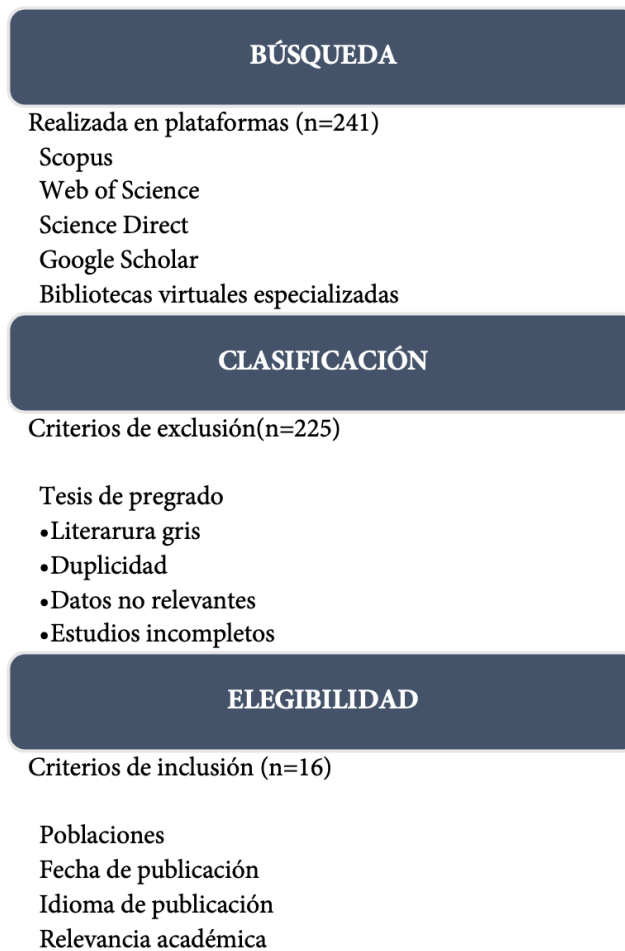 BÚSQUEDA
Realizada en plataformas (n=241)
Scopus
Web of Science
Science Direct
Google Scholar
Bibliotecas virtuales especializadas
CLASIFICACIÓN
Criterios de exclusión(n=225)
Tesis de pregrado
•Literarura gris
•Duplicidad
•Datos no relevantes
•Estudios incompletos
ELEGIBILIDAD
Criterios de inclusión (n=16)
Poblaciones
Fecha de publicación
Idioma de publicación
Relevancia académica